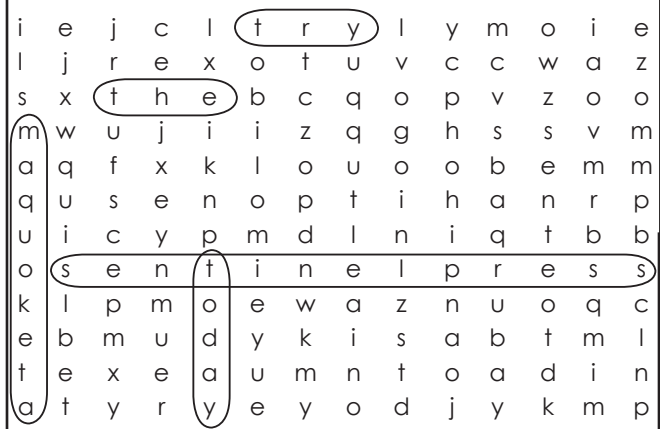 i e j c l t r y l y m o i e
l j r e x o t u v c c w a z
s x t h e b c q o p v z o o
m w u j i i z q g h s s v m
a q f x k l o u o o b e m m
q u s e n o p t i h a n r p
u i c y p m d l n i q t b b
o s e n t i n e l p r e s s
k l p m o e w a z n u o q c
e b m u d y k i s a b t m l
t e x e a u m n t o a d i n
a t y r y e y o d j y k m p